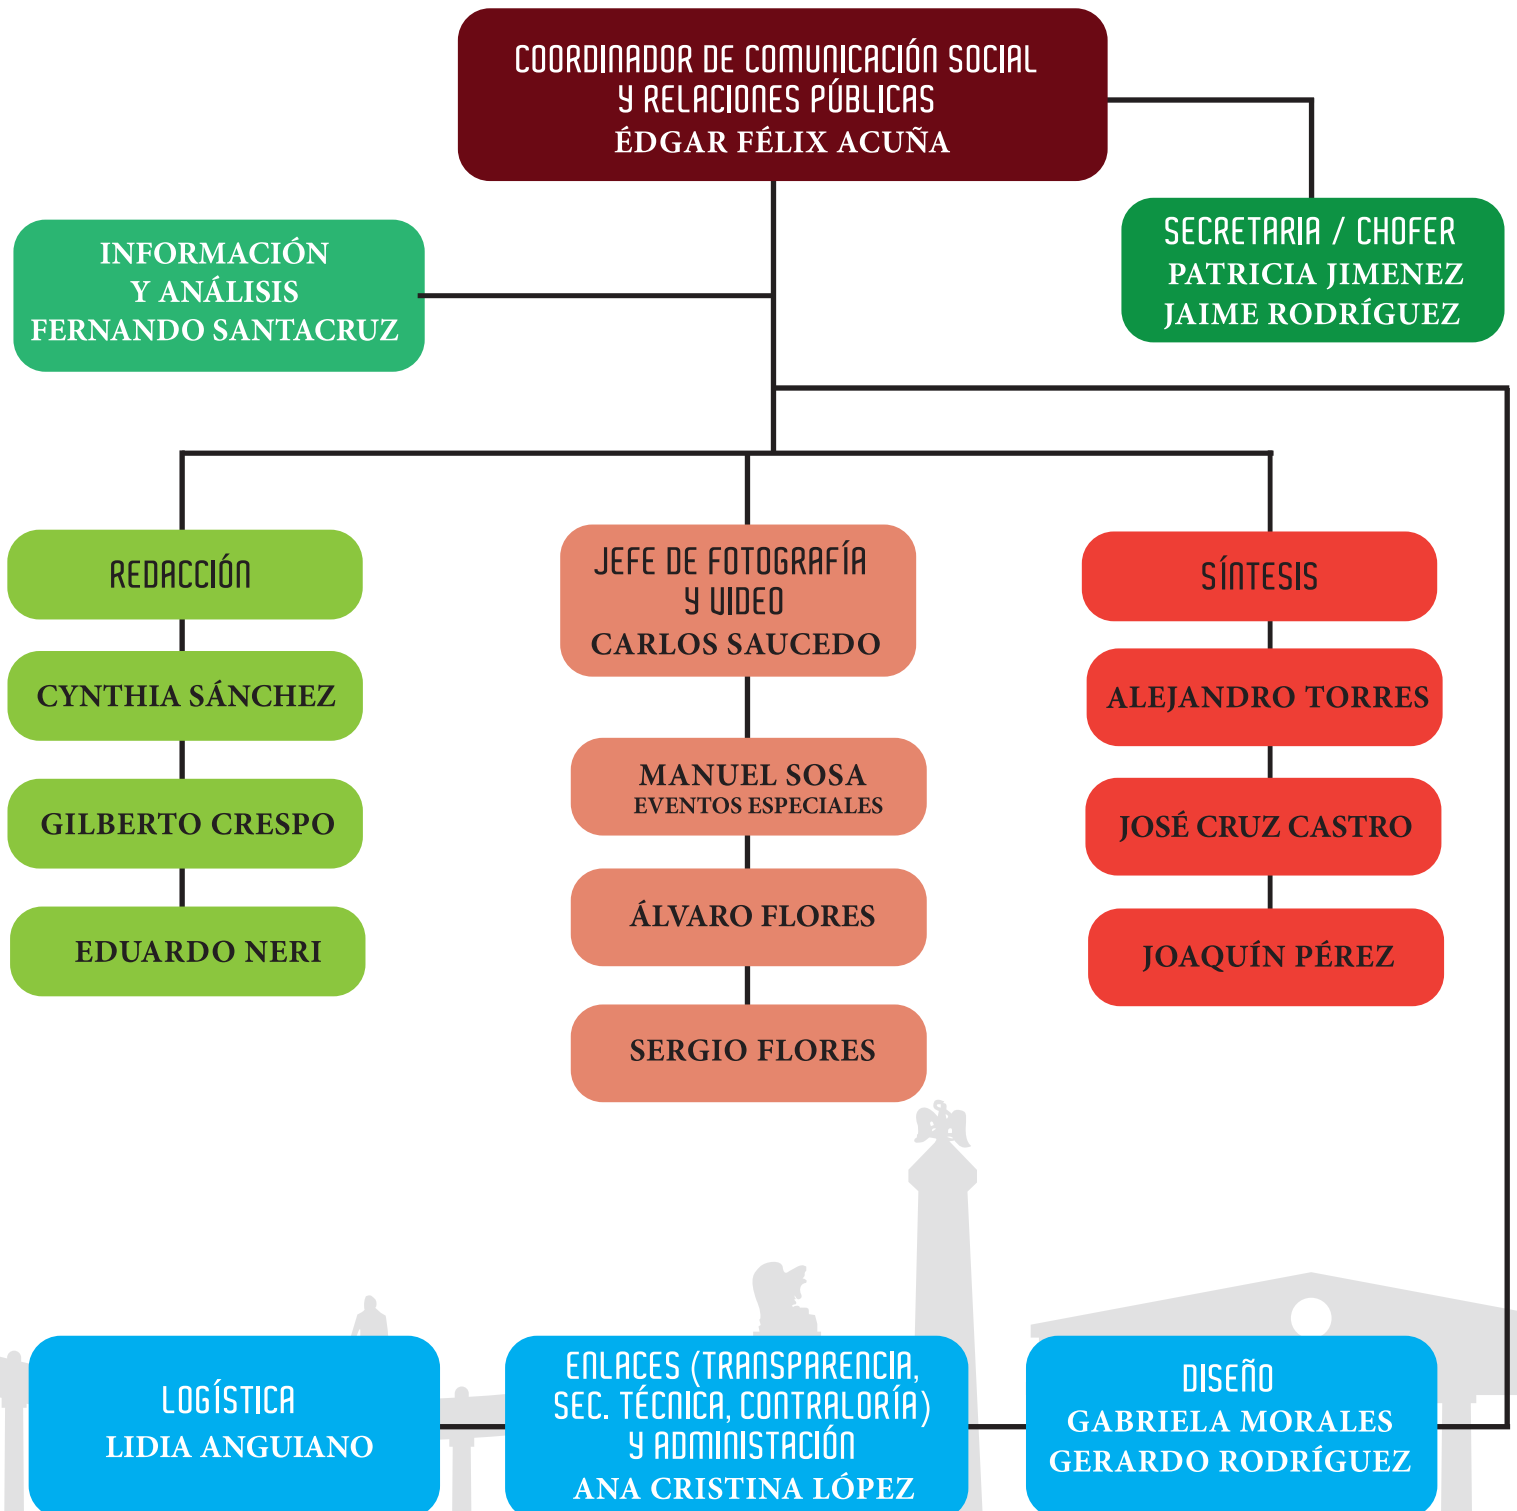 COORDINADOR DE COMUNICACIÓN SOCIAL
Y RELACIONES PÚBLICAS
ÉDGAR FÉLIX ACUÑA
INFORMACIÓN
Y ANÁLISIS
FERNANDO SANTACRUZ
SECRETARIA / CHOFER
PATRICIA JIMENEZ
JAIME RODRÍGUEZ
REDACCIÓN
CYNTHIA SÁNCHEZ
GILBERTO CRESPO
EDUARDO NERI
JEFE DE FOTOGRAFÍA
Y VIDEO
CARLOS SAUCEDO
MANUEL SOSA
EVENTOS ESPECIALES
ÁLVARO FLORES
SERGIO FLORES
SÍNTESIS
ALEJANDRO TORRES
JOSÉ CRUZ CASTRO
JOAQUÍN PÉREZ
LOGÍSTICA
LIDIA ANGUIANO
ENLACES (TRANSPARENCIA,
SEC. TÉCNICA, CONTRALORÍA)
Y ADMINISTACIÓN
ANA CRISTINA LÓPEZ
DISEÑO
GABRIELA MORALES
GERARDO RODRÍGUEZ